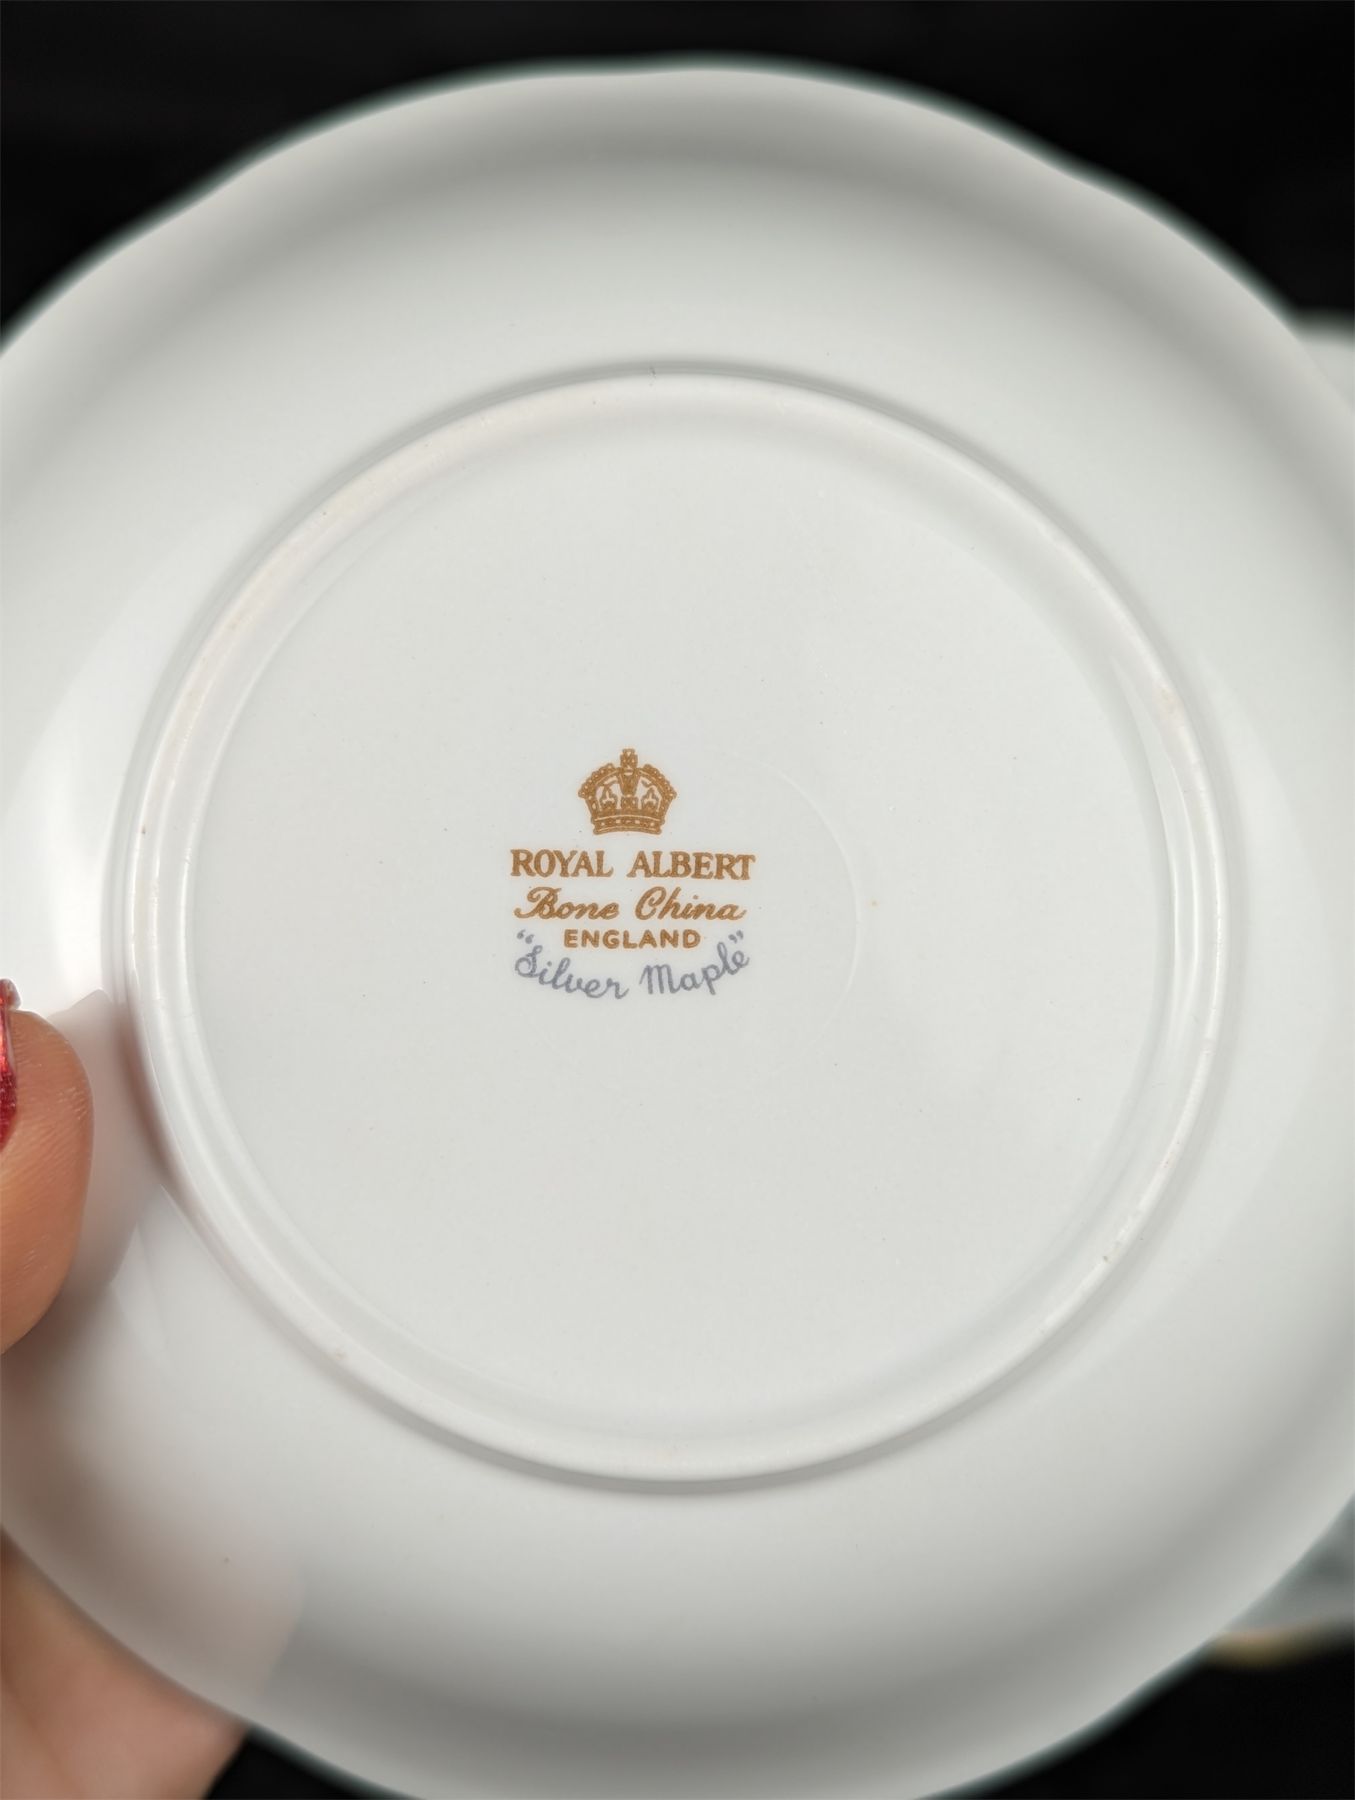 ROYAL ALBERT
Bone China
ENGLAND
"Silver Maple"